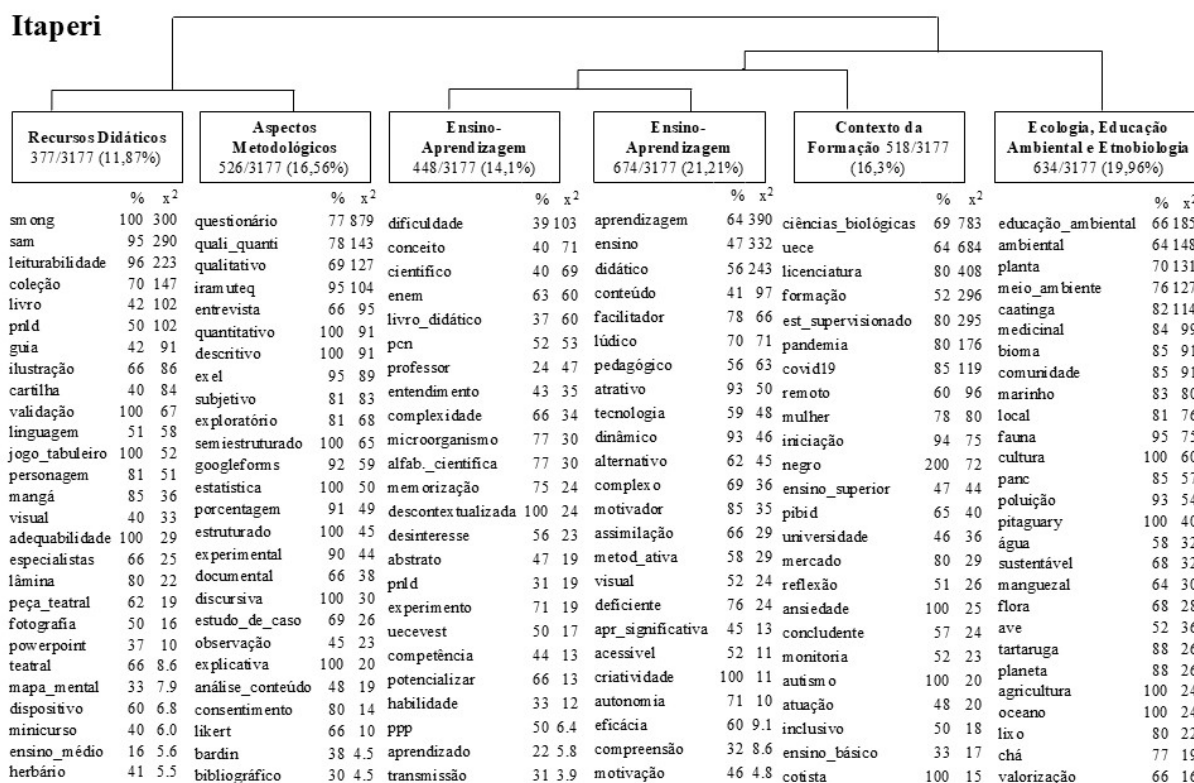 Itaperi
Recursos Didáticos
377/3177 (11,87%)
% x²
smong 100 300
sam 95 290
leiturabilidade 96 223
coleção 70 147
livro 42 102
pnld 50 102
guia 42 91
ilustração 66 86
cartilha 40 84
validação 100 67
linguagem 51 58
jogo_tabuleiro 100 52
personagem 81 51
mangá 85 36
visual 40 33
adequabilidade 100 29
especialistas 66 25
lâmina 80 22
peça_teatral 62 19
fotografia 50 16
powerpoint 37 10
teatral 66 8.6
mapa_mental 33 7.9
dispositivo 60 6.8
minicurso 40 6.0
ensino_médio 16 5.6
herbário 41 5.5
Aspectos
Metodológicos
526/3177 (16,56%)
% x²
questionário 77 879
quali_quanti 78 143
qualitativo 69 127
iramuteq 95 104
entrevista 66 95
quantitativo 100 91
descritivo 100 91
exel 95 89
subjetivo 81 83
exploratório 81 68
semiestruturado 100 65
googleforms 92 59
estatística 100 50
porcentagem 91 49
estruturado 100 45
experimental 90 44
documental 66 38
discursiva 100 30
estudo_de_caso 69 26
observação 45 23
explicativa 100 20
análise_conteúdo 48 19
consentimento 80 14
likert 66 10
bardin 38 4.5
bibliográfico 30 4.5
Ensino-
Aprendizagem
448/3177 (14,1%)
% x²
dificuldade 39 103
conceito 40 71
científico 40 69
enem 63 60
livro_didático 37 60
pcn 52 53
professor 24 47
entendimento 43 35
complexidade 66 34
microorganismo 77 30
alfab._científica 77 30
memorização 75 24
descontextualizada 100 24
desinteresse 56 23
abstrato 47 19
pnld 31 19
experimento 71 19
uecevest 50 17
competência 44 13
potencializar 66 13
habilidade 33 12
ppp 50 6.4
aprendizado 22 5.8
transmissão 31 3.9
Ensino-
Aprendizagem
674/3177 (21,21%)
% x²
aprendizagem 64 390
ensino 47 332
didático 56 243
conteúdo 41 97
facilitador 78 66
lúdico 70 71
pedagógico 56 63
atrativo 93 50
tecnologia 59 48
dinâmico 93 46
alternativo 62 45
complexo 69 36
motivador 85 35
assimilação 66 29
metod_ativa 58 29
visual 52 24
deficiente 76 24
apr_significativa 45 13
acessível 52 11
criatividade 100 11
autonomia 71 10
eficácia 60 9.1
compreensão 32 8.6
motivação 46 4.8
Contexto da
Formação 518/3177
(16,3%)
% x²
ciências_biológicas 69 783
uece 64 684
licenciatura 80 408
formação 52 296
est_supervisionado 80 295
pandemia 80 176
covid19 85 119
remoto 60 96
mulher 78 80
iniciação 94 75
negro 200 72
ensino_superior 47 44
pibid 65 40
universidade 46 36
mercado 80 29
reflexão 51 26
ansiedade 100 25
concludente 57 24
monitoria 52 23
autismo 100 20
atuação 48 20
inclusivo 50 18
ensino_básico 33 17
cotista 100 15
Ecologia, Educação
Ambiental e Etnobiologia
634/3177 (19,96%)
% x²
educação_ambiental 66 185
ambiental 64 148
planta 70 131
meio_ambiente 76 127
caatinga 82 114
medicinal 84 99
bioma 85 91
comunidade 85 91
marinho 83 80
local 81 76
fauna 95 75
cultura 100 60
panc 85 57
poluição 93 54
pitaguary 100 40
água 58 32
sustentável 68 32
manguezal 64 30
flora 68 28
ave 52 36
tartaruga 88 26
planeta 88 26
agricultura 100 24
oceano 100 24
lixo 80 22
chá 77 19
valorização 66 16